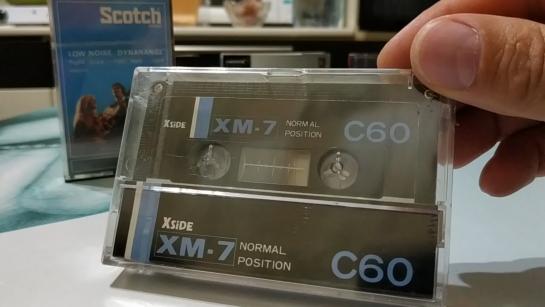 Scotch
LOW NOISE, DYNARANGE
XSiDE
XM-7
NORMAL
POSITION
C60
XSiDE
XM-7
NORMAL
POSITION
C60